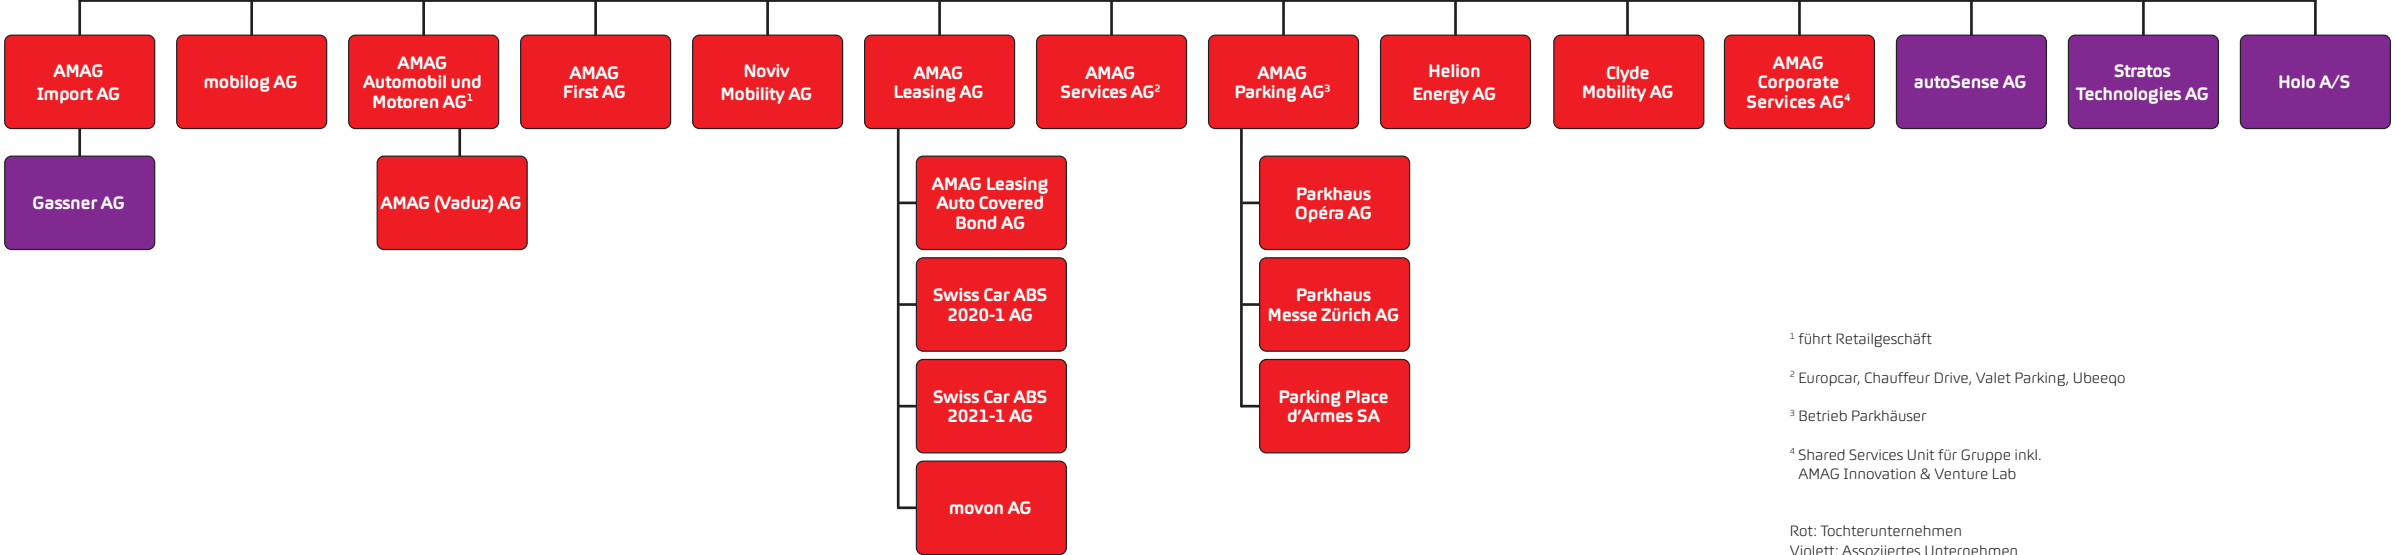 AMAG
Import AG
mobilog AG
AMAG
Automobil und
Motoren AG¹
AMAG
First AG
Noviv
Mobility AG
AMAG
Leasing AG
AMAG
Services AG²
AMAG
Parking AG³
Helion
Energy AG
Clyde
Mobility AG
AMAG
Corporate
Services AG⁴
autoSense AG
Stratos
Technologies AG
Holo A/S
Gassner AG
AMAG (Vaduz) AG
AMAG Leasing
Auto Covered
Bond AG
Swiss Car ABS
2020-1 AG
Swiss Car ABS
2021-1 AG
movon AG
Parkhaus
Opéra AG
Parkhaus
Messe Zürich AG
Parking Place
d’Armes SA
¹ führt Retailgeschäft
² Europcar, Chauffeur Drive, Valet Parking, Ubeeqo
³ Betrieb Parkhäuser
⁴ Shared Services Unit für Gruppe inkl.
AMAG Innovation & Venture Lab
Rot: Tochterunternehmen
Violett: Assoziiertes Unternehmen